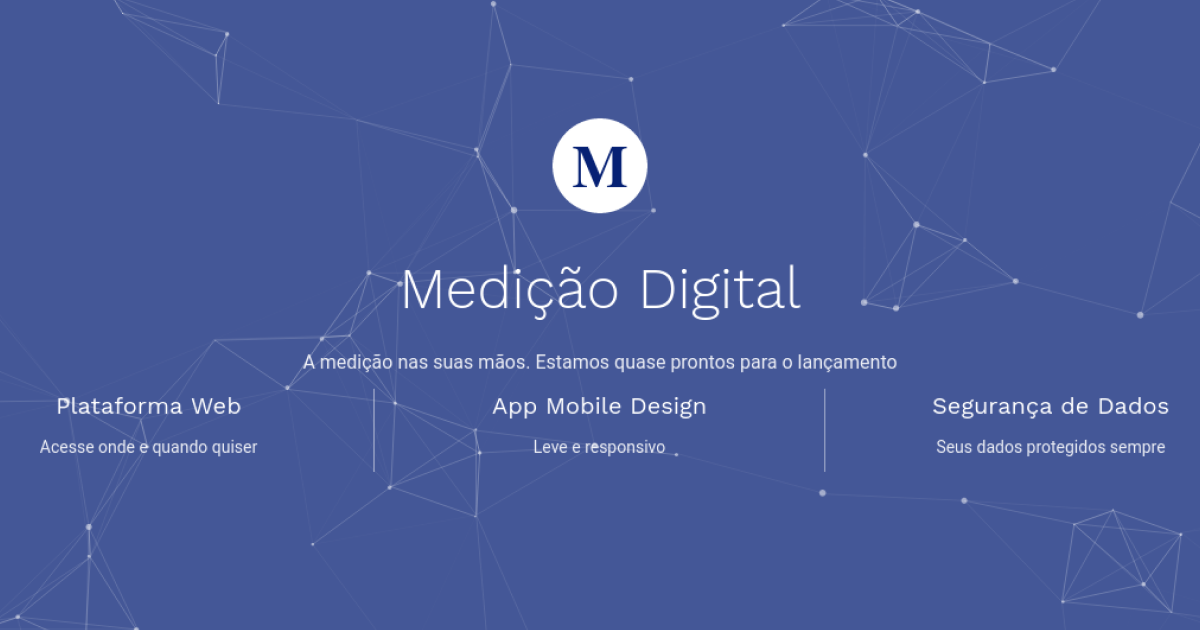 M
Medição Digital
A medição nas suas mãos. Estamos quase prontos para o lançamento
Plataforma Web
Acesse onde e quando quiser
App Mobile Design
Leve e responsivo
Segurança de Dados
Seus dados protegidos sempre